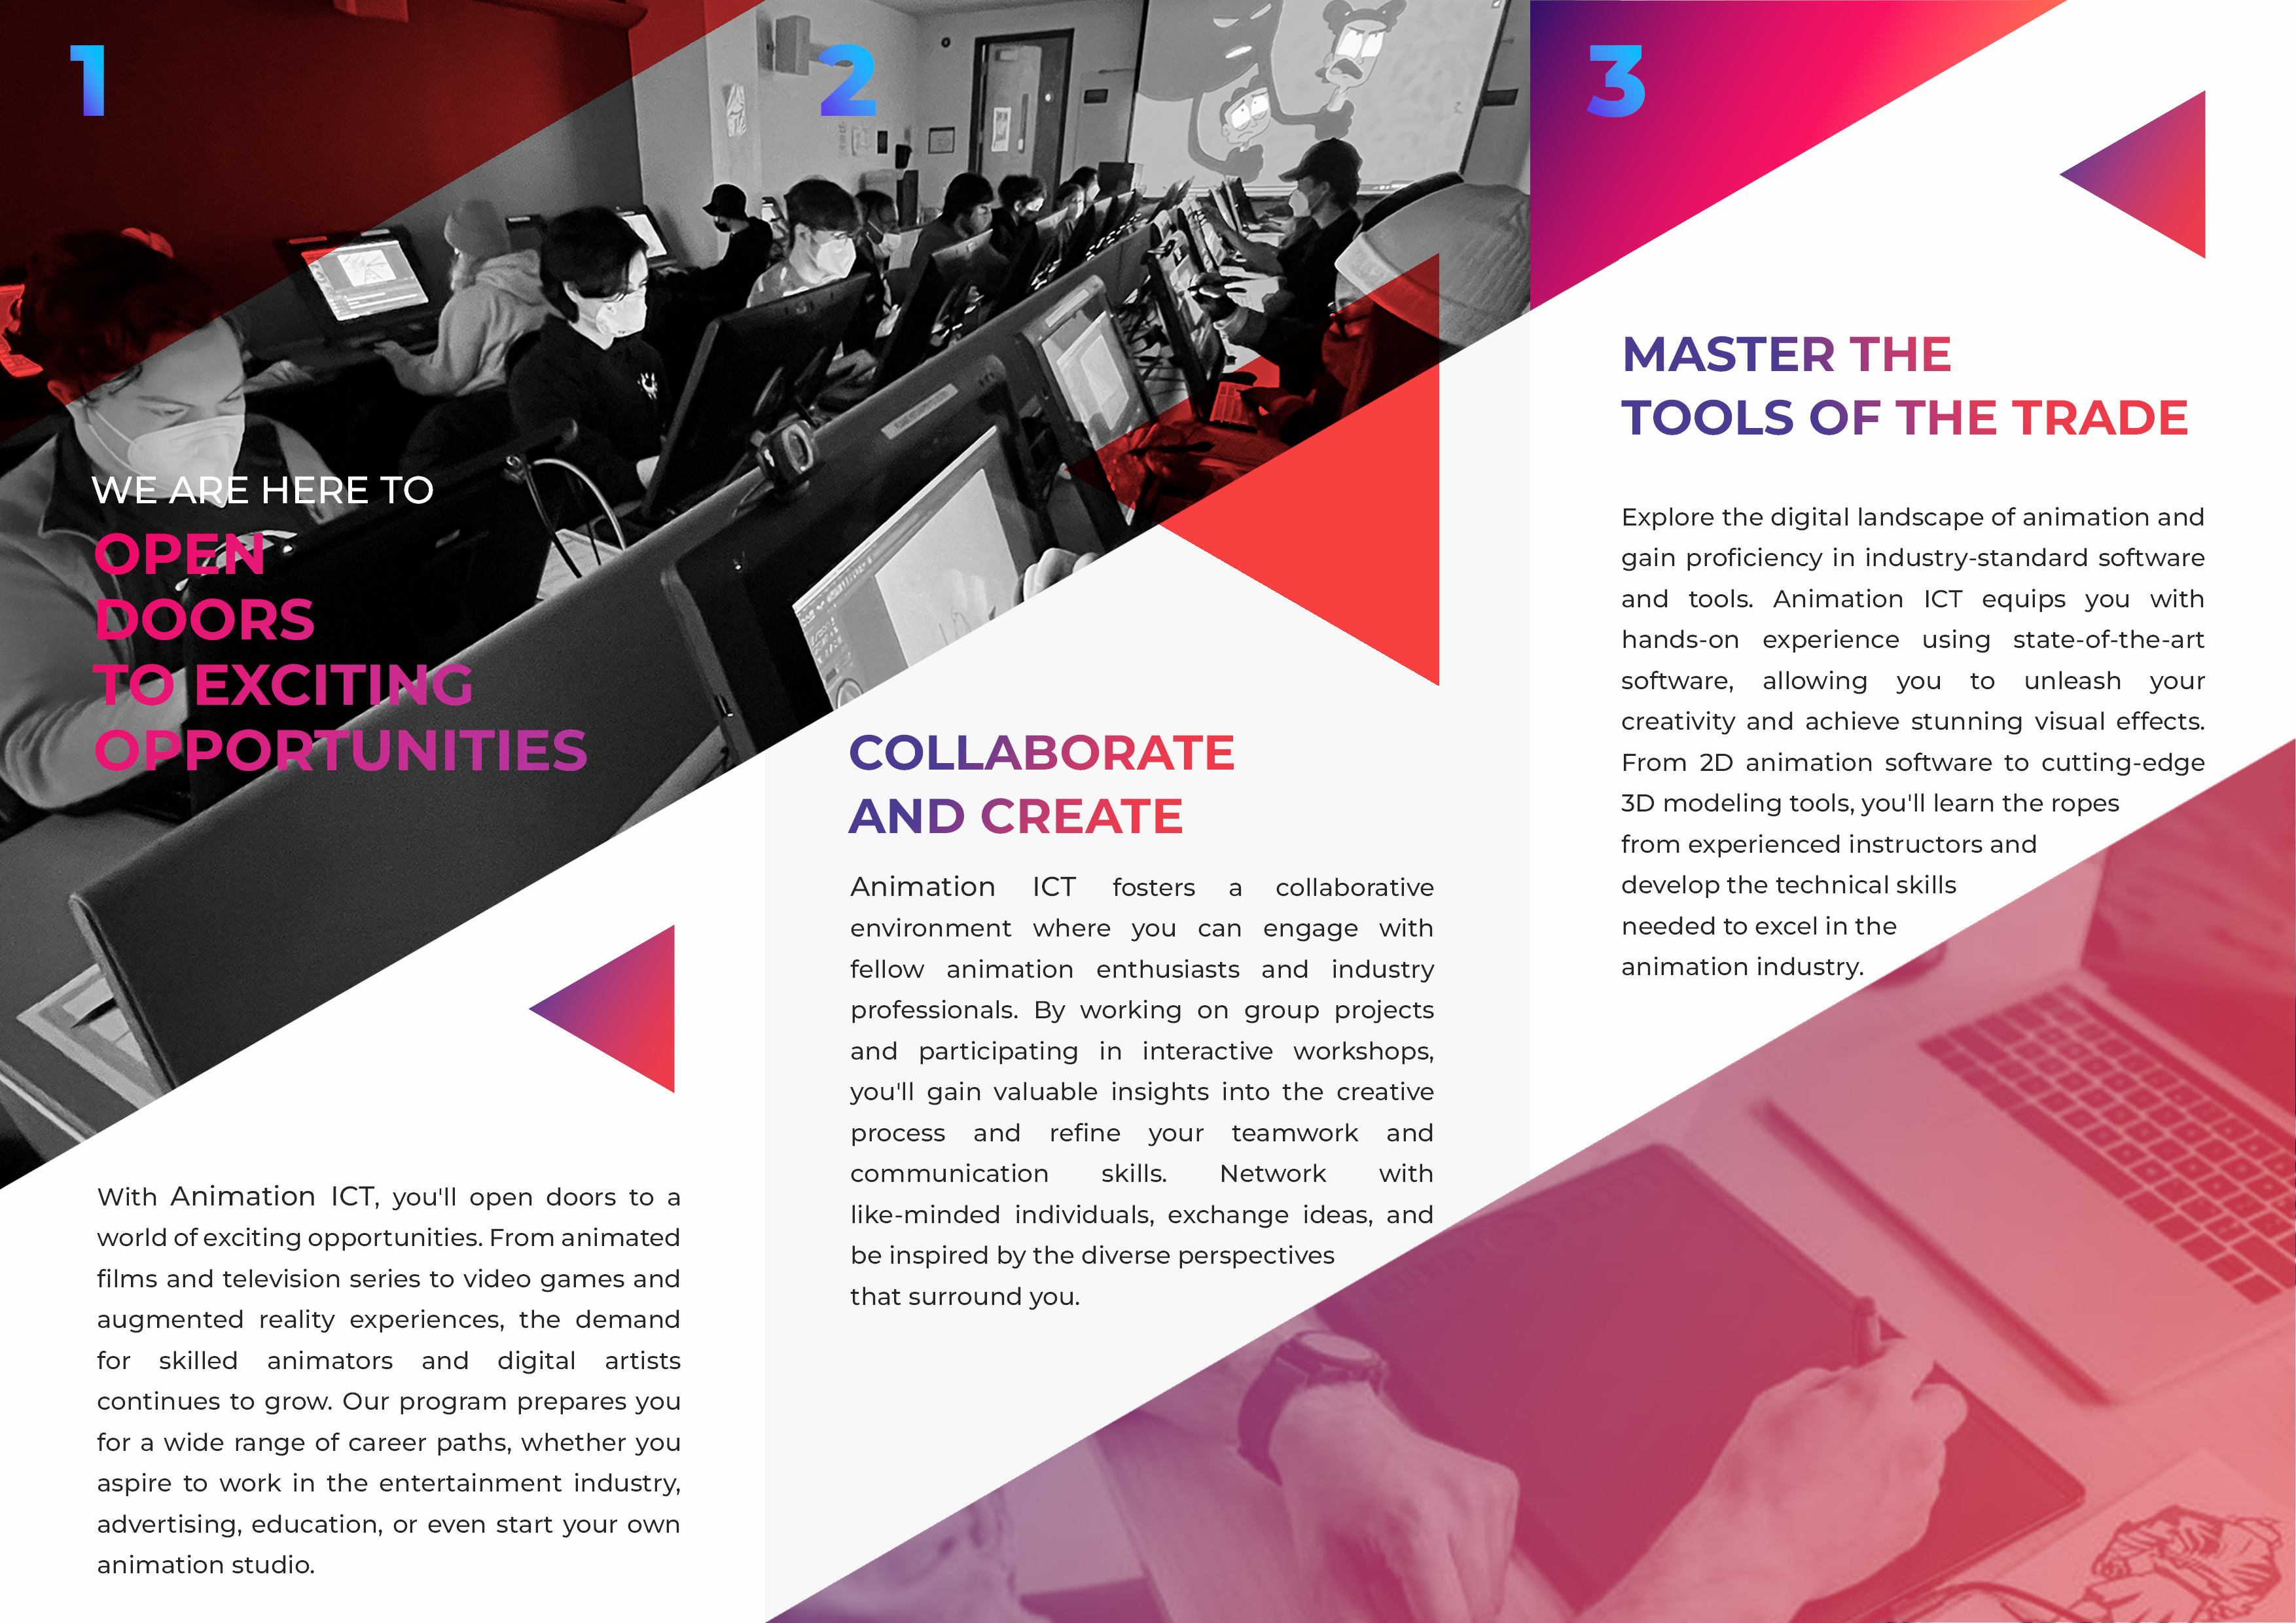 1
WE ARE HERE TO
OPEN
DOORS
TO EXCITING
OPPORTUNITIES
With Animation ICT, you'll open doors to a
world of exciting opportunities. From animated
films and television series to video games and
augmented reality experiences, the demand
for skilled animators and digital artists
continues to grow. Our program prepares you
for a wide range of career paths, whether you
aspire to work in the entertainment industry,
advertising, education, or even start your own
animation studio.
2
COLLABORATE
AND CREATE
Animation ICT fosters a collaborative
environment where you can engage with
fellow animation enthusiasts and industry
professionals. By working on group projects
and participating in interactive workshops,
you'll gain valuable insights into the creative
process and refine your teamwork and
communication skills. Network with
like-minded individuals, exchange ideas, and
be inspired by the diverse perspectives
that surround you.
3
MASTER THE
TOOLS OF THE TRADE
Explore the digital landscape of animation and
gain proficiency in industry-standard software
and tools. Animation ICT equips you with
hands-on experience using state-of-the-art
software, allowing you to unleash your
creativity and achieve stunning visual effects.
From 2D animation software to cutting-edge
3D modeling tools, you'll learn the ropes
from experienced instructors and
develop the technical skills
needed to excel in the
animation industry.